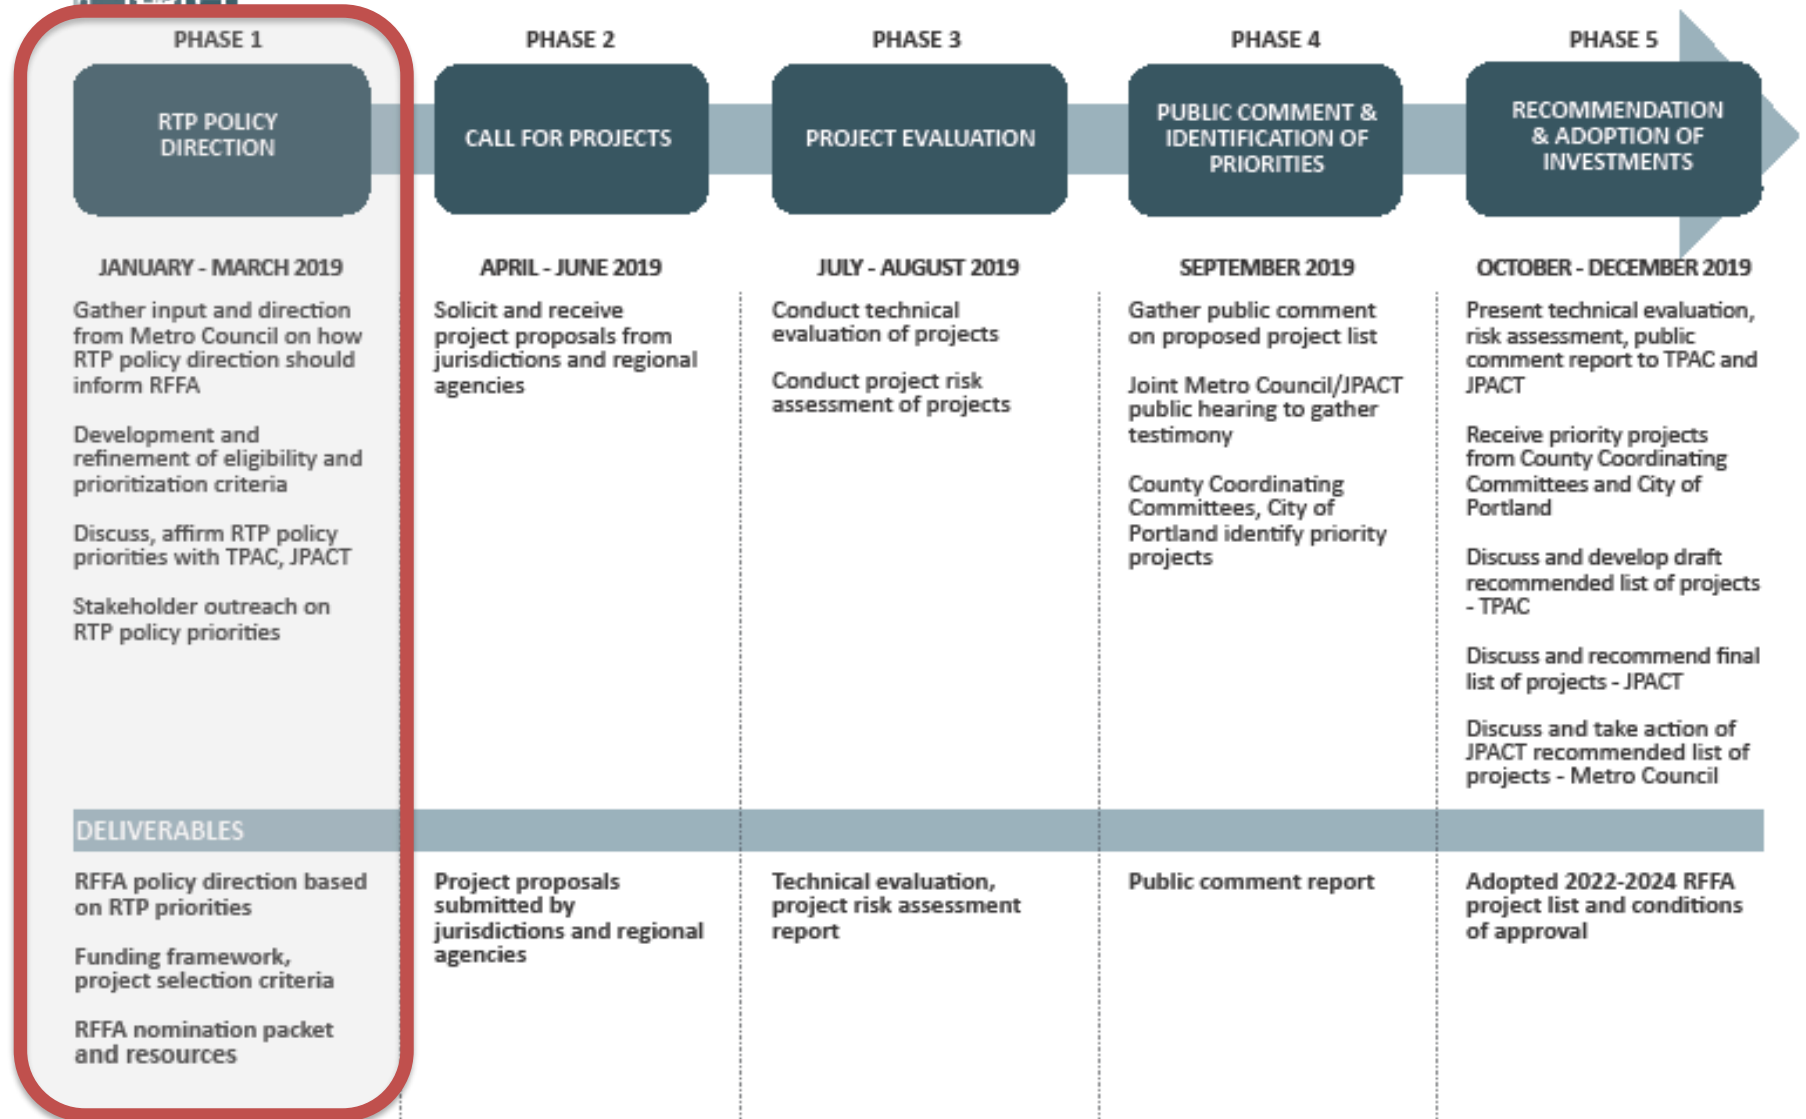 PHASE 1
RTP POLICY
DIRECTION
JANUARY - MARCH 2019
Gather input and direction
from Metro Council on how
RTP policy direction should
inform RFFA
Development and
refinement of eligibility and
prioritization criteria
Discuss, affirm RTP policy
priorities with TPAC, JPACT
Stakeholder outreach on
RTP policy priorities
PHASE 2
CALL FOR PROJECTS
APRIL - JUNE 2019
Solicit and receive
project proposals from
jurisdictions and regional
agencies
PHASE 3
PROJECT EVALUATION
JULY - AUGUST 2019
Conduct technical
evaluation of projects
Conduct project risk
assessment of projects
PHASE 4
PUBLIC COMMENT &
IDENTIFICATION OF
PRIORITIES
SEPTEMBER 2019
Gather public comment
on proposed project list
Joint Metro Council/JPACT
public hearing to gather
testimony
County Coordinating
Committees, City of
Portland identify priority
projects
PHASE 5
RECOMMENDATION
& ADOPTION OF
INVESTMENTS
OCTOBER - DECEMBER 2019
Present technical evaluation,
risk assessment, public
comment report to TPAC and
JPACT
Receive priority projects
from County Coordinating
Committees and City of
Portland
Discuss and develop draft
recommended list of projects
- TPAC
Discuss and recommend final
list of projects - JPACT
Discuss and take action of
JPACT recommended list of
projects - Metro Council
DELIVERABLES
RFFA policy direction based
on RTP priorities
Funding framework,
project selection criteria
RFFA nomination packet
and resources
Project proposals
submitted by
jurisdictions and regional
agencies
Technical evaluation,
project risk assessment
report
Public comment report
Adopted 2022-2024 RFFA
project list and conditions
of approval